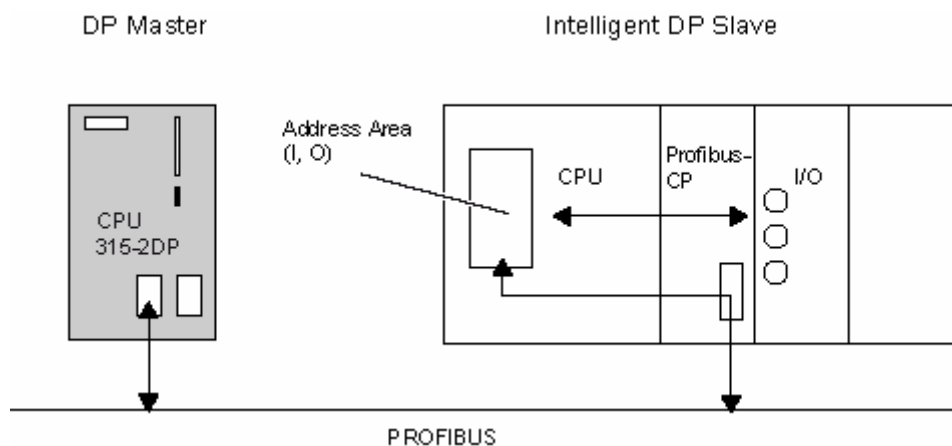 DP Master
Intelligent DP Slave
Address Area
(I, O)
CPU
315-2DP
CPU
Profibus-
CP
I/O
PROFIBUS